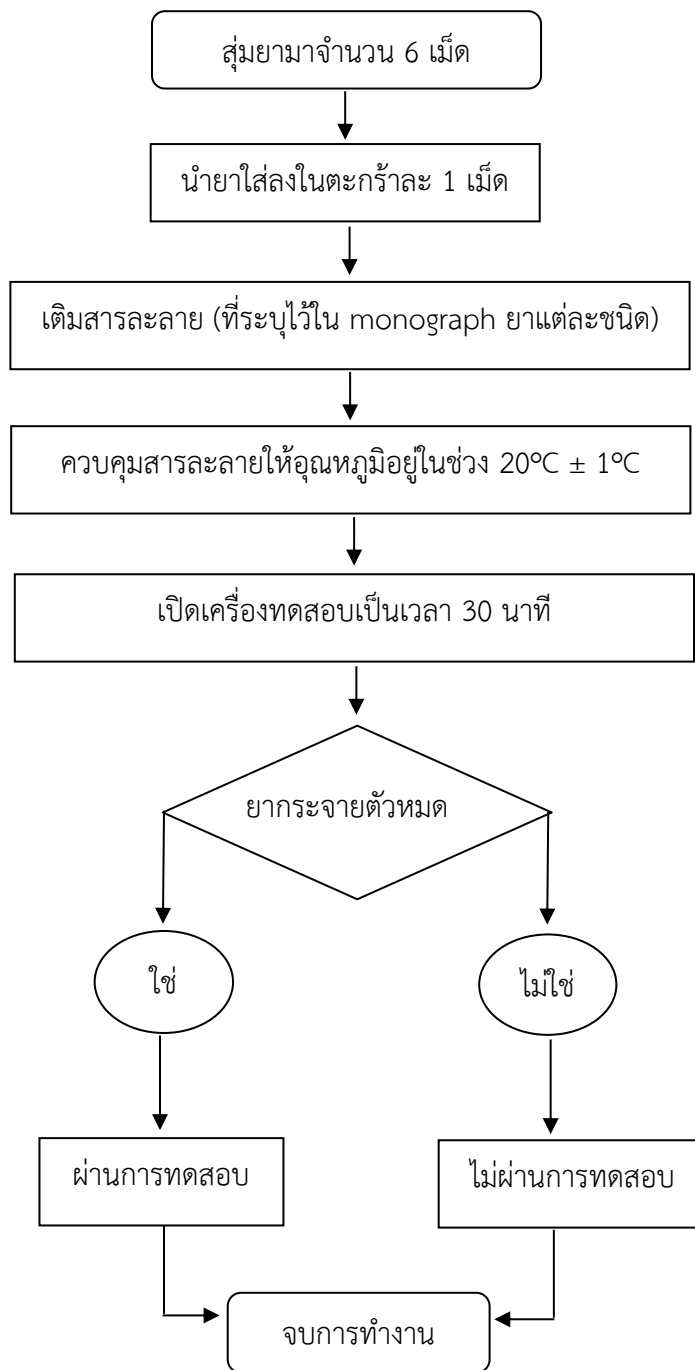 สุ่มยามาจำนวน 6 เม็ด
นำยาใส่ลงในตะกร้าละ 1 เม็ด
เติมสารละลาย (ที่ระบุไว้ใน monograph ยาแต่ละชนิด)
ควบคุมสารละลายให้อุณหภูมิอยู่ในช่วง 20°C ± 1°C
เปิดเครื่องทดสอบเป็นเวลา 30 นาที
ยากระจายตัวหมด
ใช่
ไม่ใช่
ผ่านการทดสอบ
ไม่ผ่านการทดสอบ
จบการทำงาน